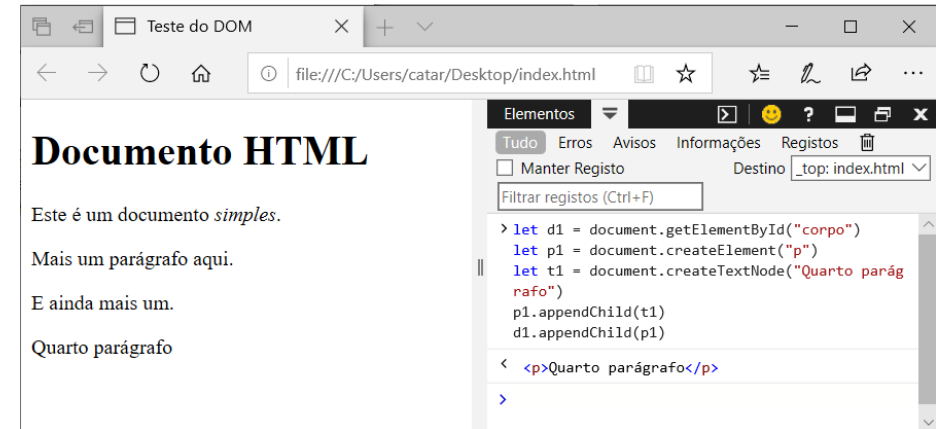 Teste do DOM
file:///C:/Users/catar/Desktop/index.html
Documento HTML
Este é um documento simples.
Mais um parágrafo aqui.
E ainda mais um.
Quarto parágrafo
Elementos
Tudo Erros Avisos Informações Registos
Manter Registo Destino _top: index.html
Filtrar registos (Ctrl+F)
> let d1 = document.getElementById("corpo")
let p1 = document.createElement("p")
let t1 = document.createTextNode("Quarto parág
rafo")
p1.appendChild(t1)
d1.appendChild(p1)
< <p>Quarto parágrafo</p>
>